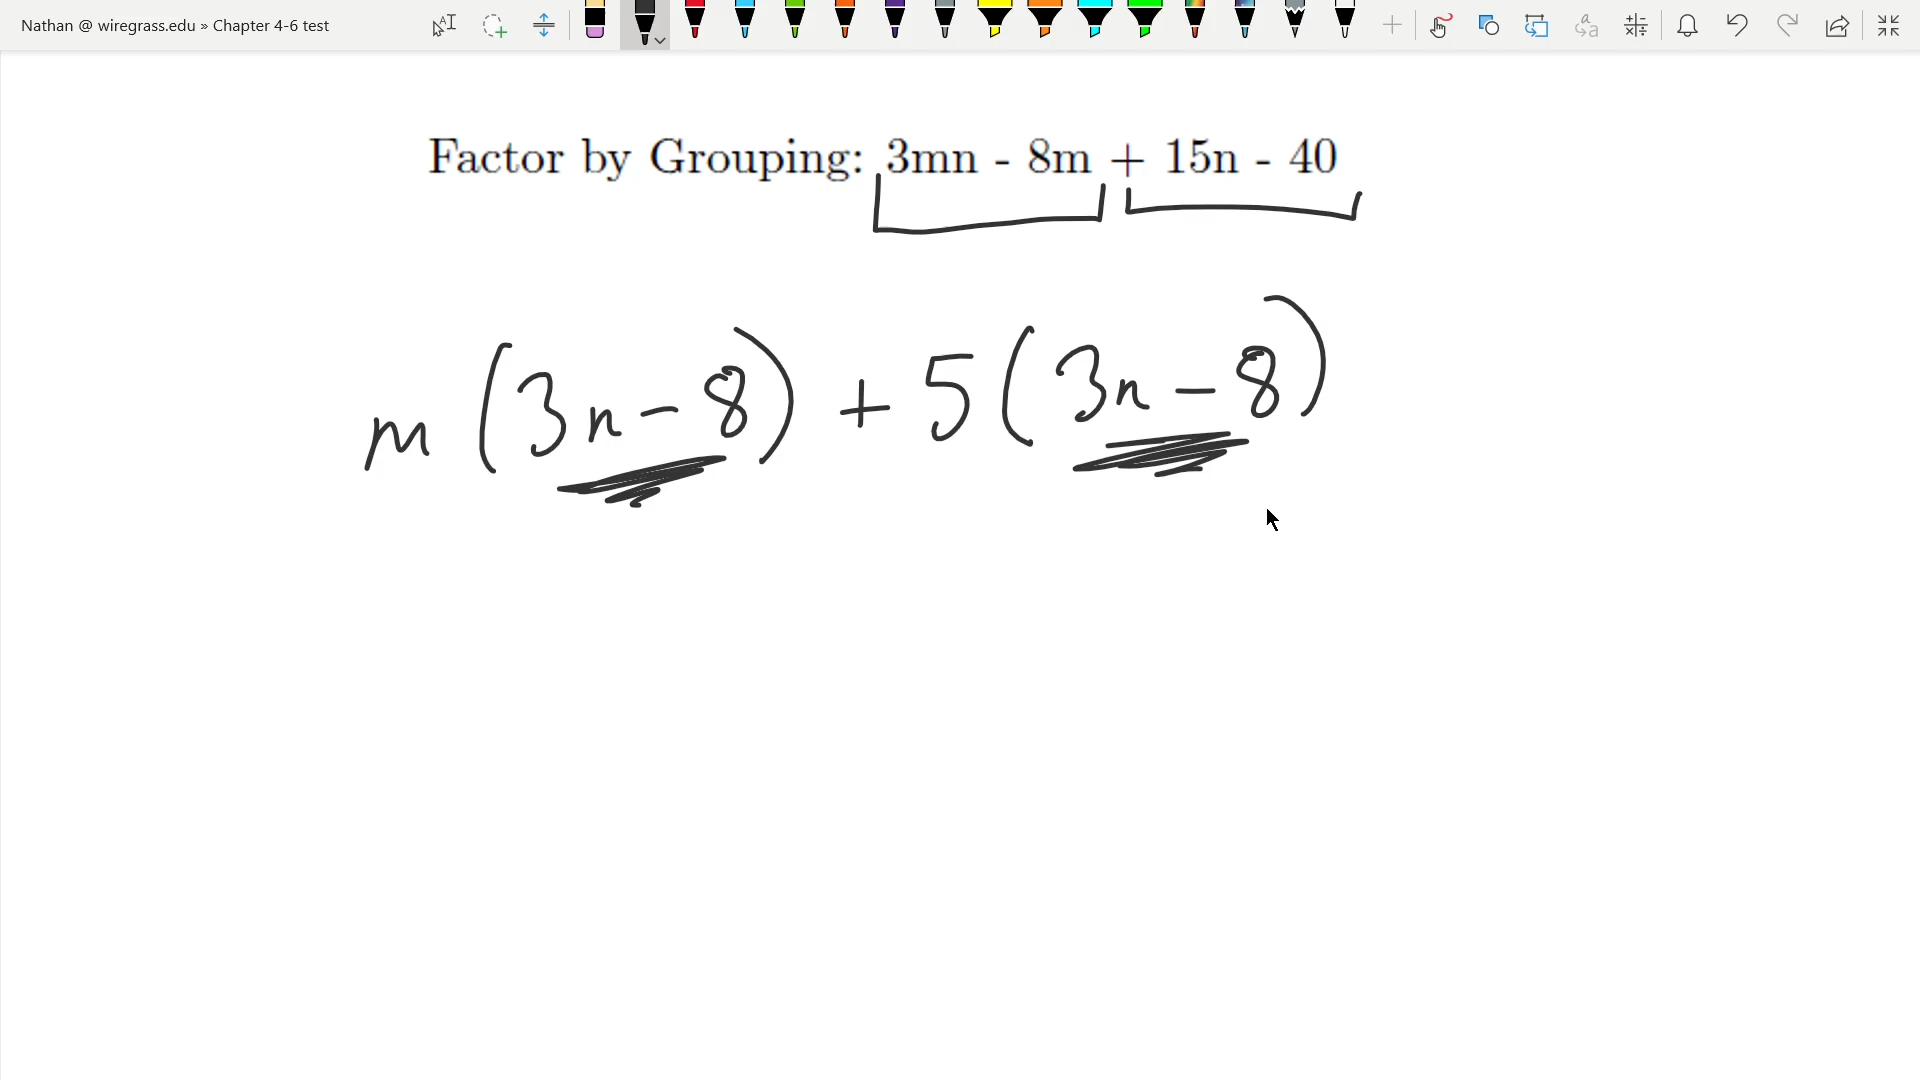 Nathan @ wiregrass.edu » Chapter 4-6 test
Factor by Grouping: 3mn - 8m + 15n - 40
m (3n - 8) + 5 (3n - 8)